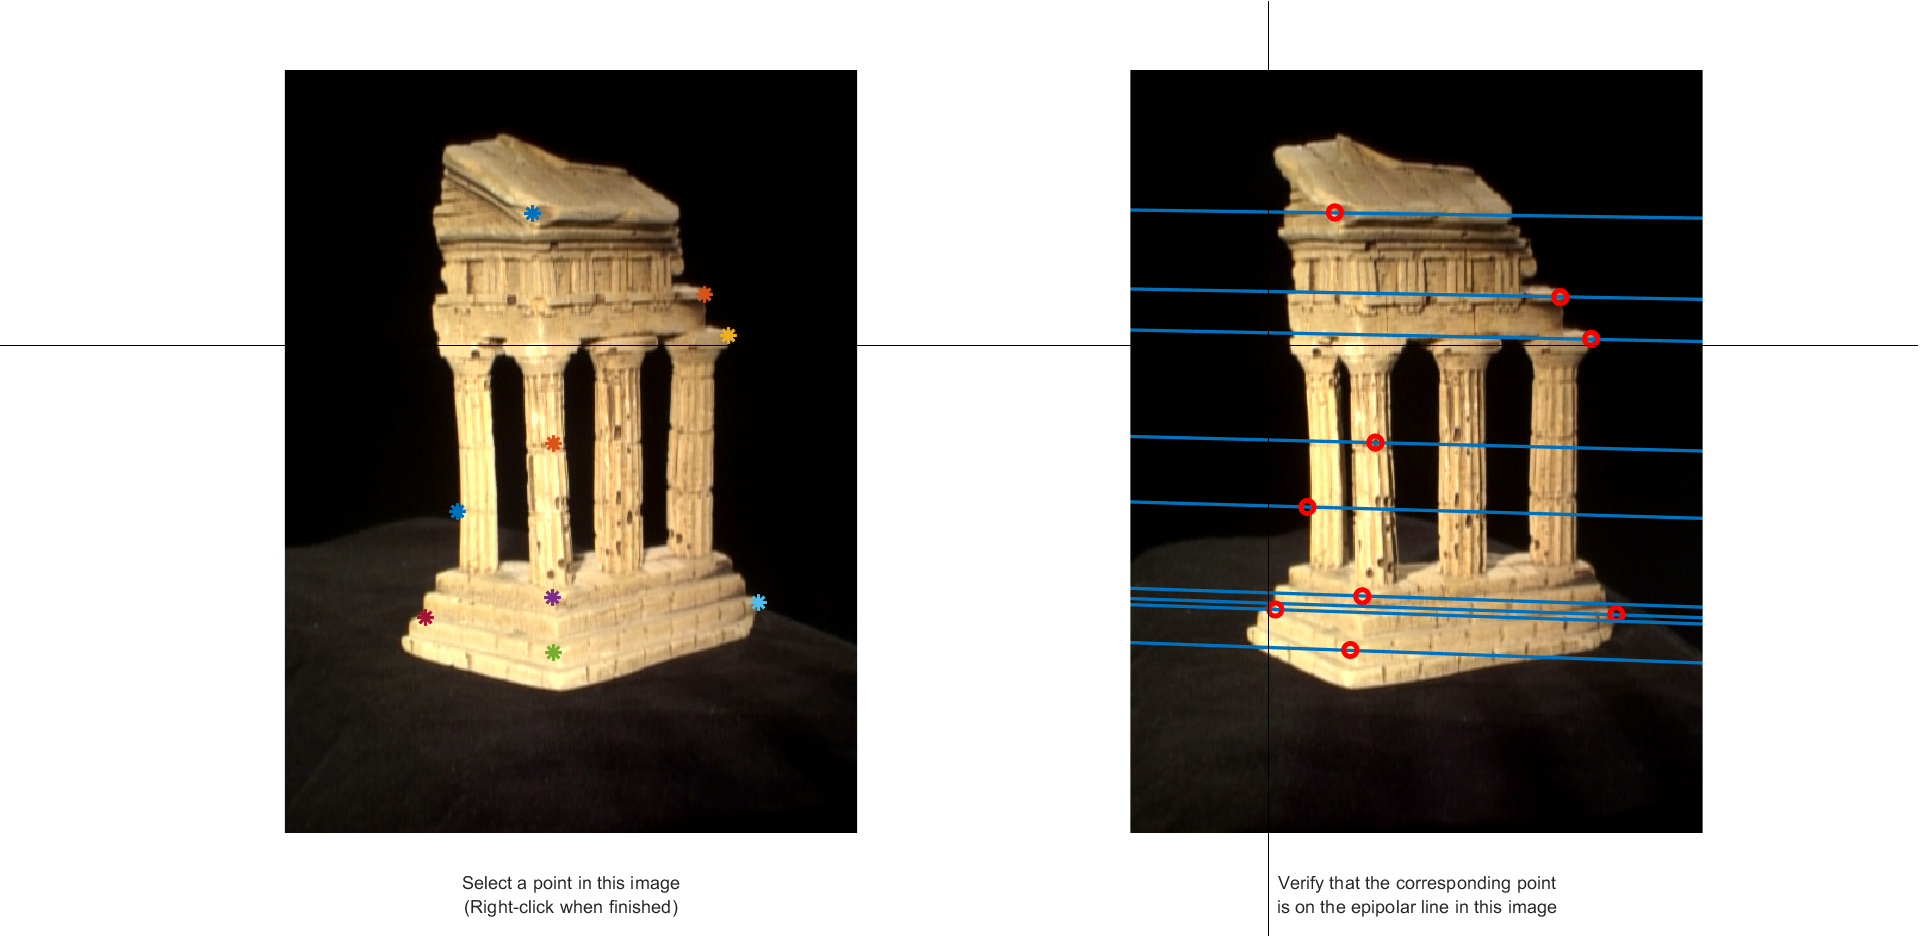 Select a point in this image
(Right-click when finished)
Verify that the corresponding point
is on the epipolar line in this image